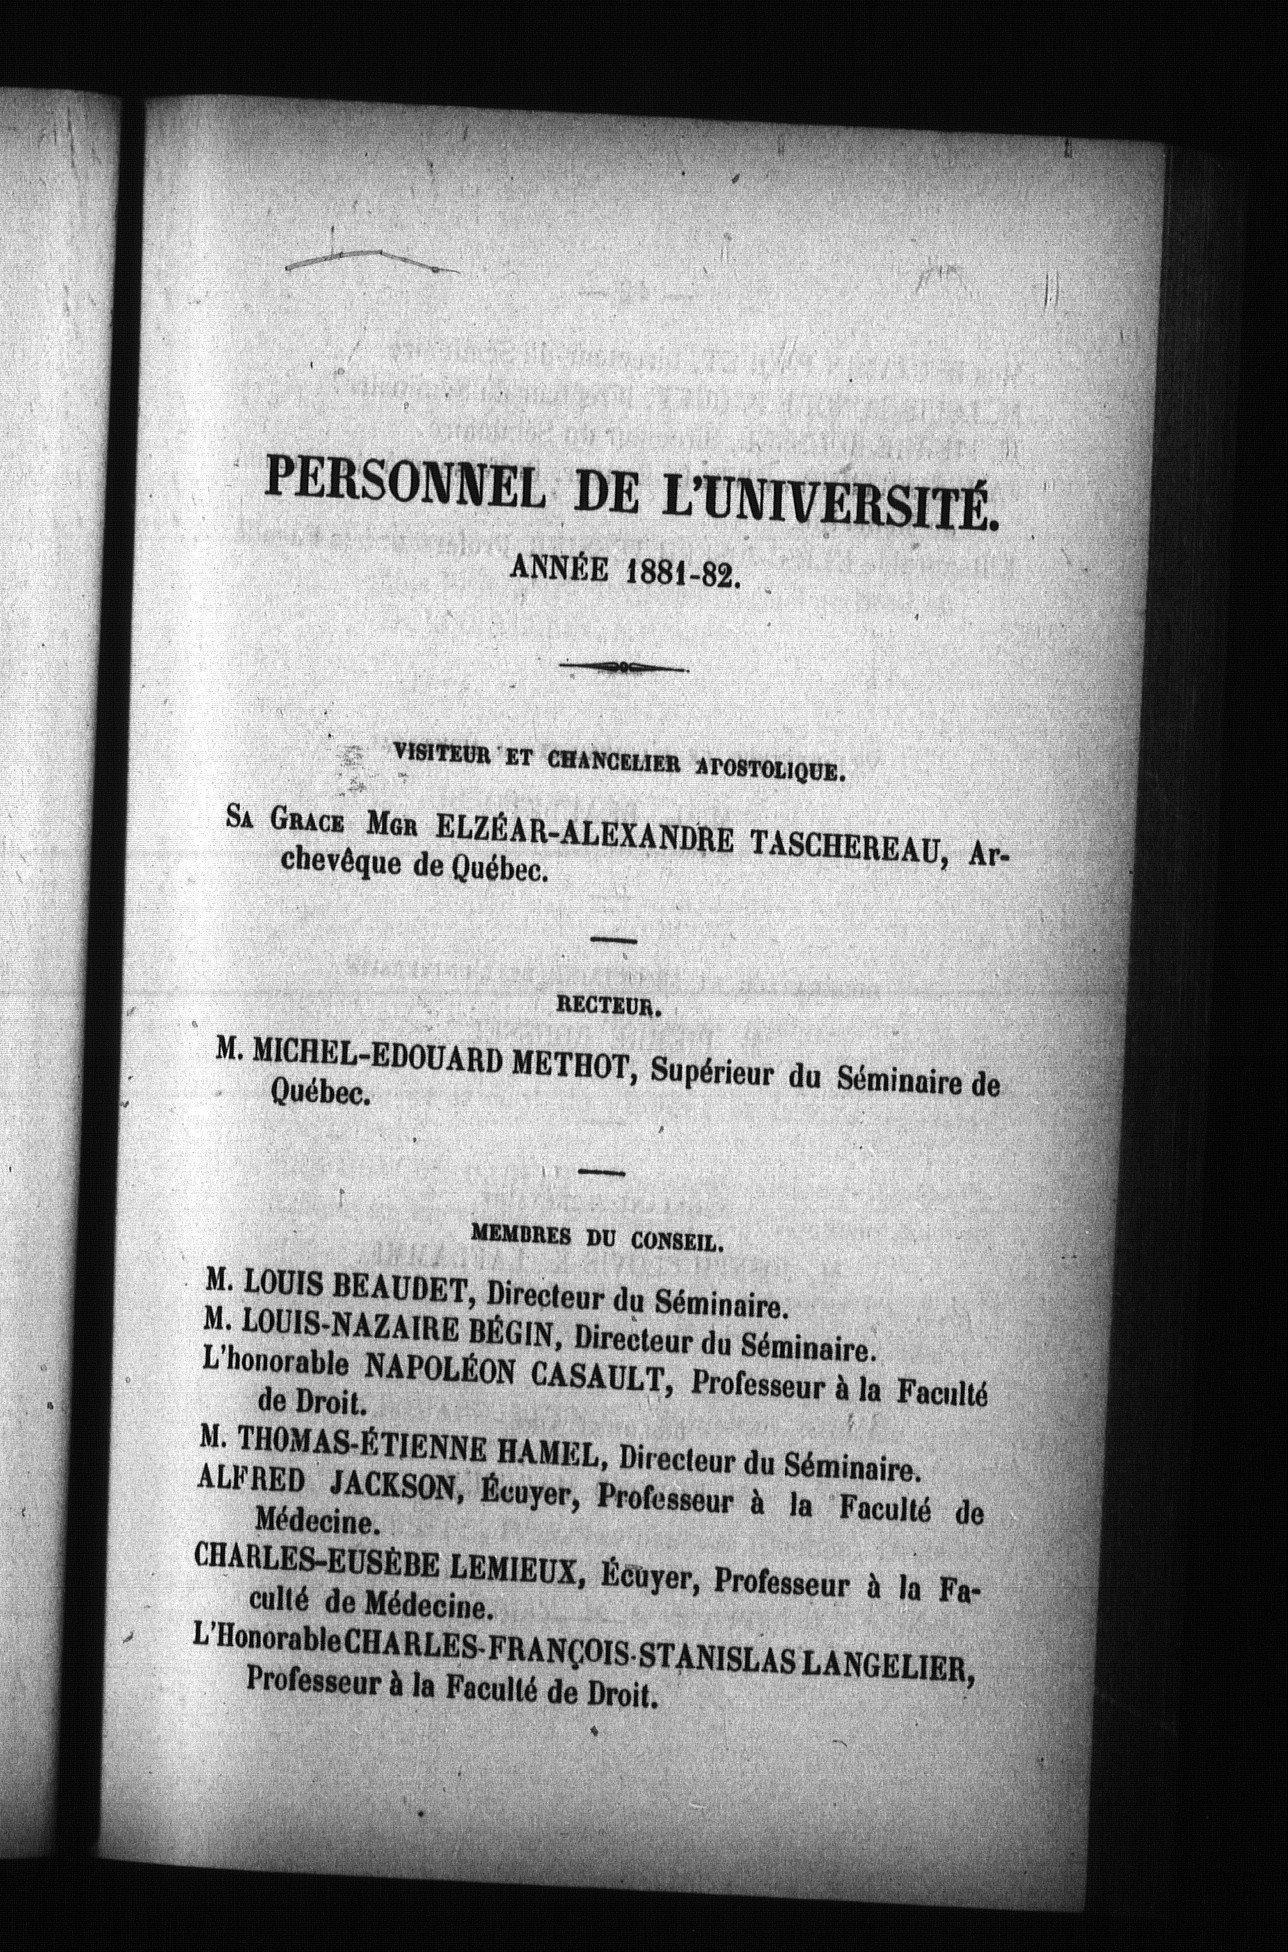 PERSONNEL DE L'UNIVERSITÉ.
ANNÉE 1881-82.
VISITEUR ET CHANCELIER APOSTOLIQUE.
SA GRACE MGR ELZÉAR-ALEXANDRE TASCHEREAU, Ar-
chevêque de Québec.
RECTEUR.
M. MICHEL-EDOUARD METHOT, Supérieur du Séminaire de
Québec.
MEMBRES DU CONSEIL.
M. LOUIS BEAUDET, Directeur du Séminaire.
M. LOUIS-NAZAIRE BÉGIN, Directeur du Séminaire.
L'honorable NAPOLÉON CASAULT, Professeur à la Faculté
de Droit.
M. THOMAS-ÉTIENNE HAMEL, Directeur du Séminaire.
ALFRED JACKSON, Écuyer, Professeur à la Faculté de
Médecine.
CHARLES-EUSÈBE LEMIEUX, Écuyer, Professeur à la Fa-
culté de Médecine.
L'Honorable CHARLES-FRANÇOIS-STANISLAS LANGELIER,
Professeur à la Faculté de Droit.